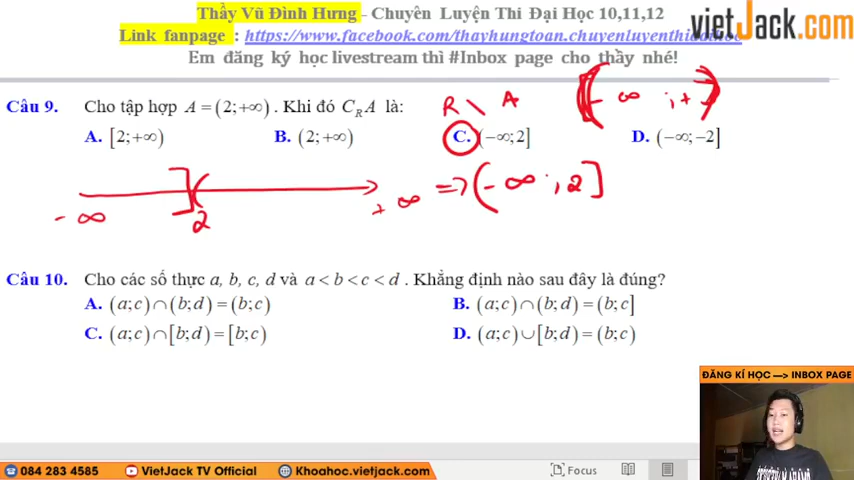 Thầy Vũ Đình Hưng - Chuyên Luyện Thi Đại Học 10,11,12
vietJack.com
Link fanpage : https://www.facebook.com/thayhungtoan.chuyenluyenthidaihoc/
Em đăng ký học livestream thì #Inbox page cho thầy nhé!
Câu 9. Cho tập hợp A = (2;+∞). Khi đó C_R A là:
R \ A
(-∞ ; +
A. [2;+∞) B. (2;+∞) C. (−∞;2] D. (−∞;−2]
](
-∞ 2 +∞ => (-∞ ; 2]
Câu 10. Cho các số thực a, b, c, d và a < b < c < d. Khẳng định nào sau đây là đúng?
A. (a;c)∩(b;d)=(b;c) B. (a;c)∩(b;d)=(b;c]
C. (a;c)∩[b;d)=[b;c) D. (a;c)∪[b;d)=(b;c)
ĐĂNG KÍ HỌC ---> INBOX PAGE
084 283 4585 VietJack TV Official Khoahoc.vietjack.com
Focus